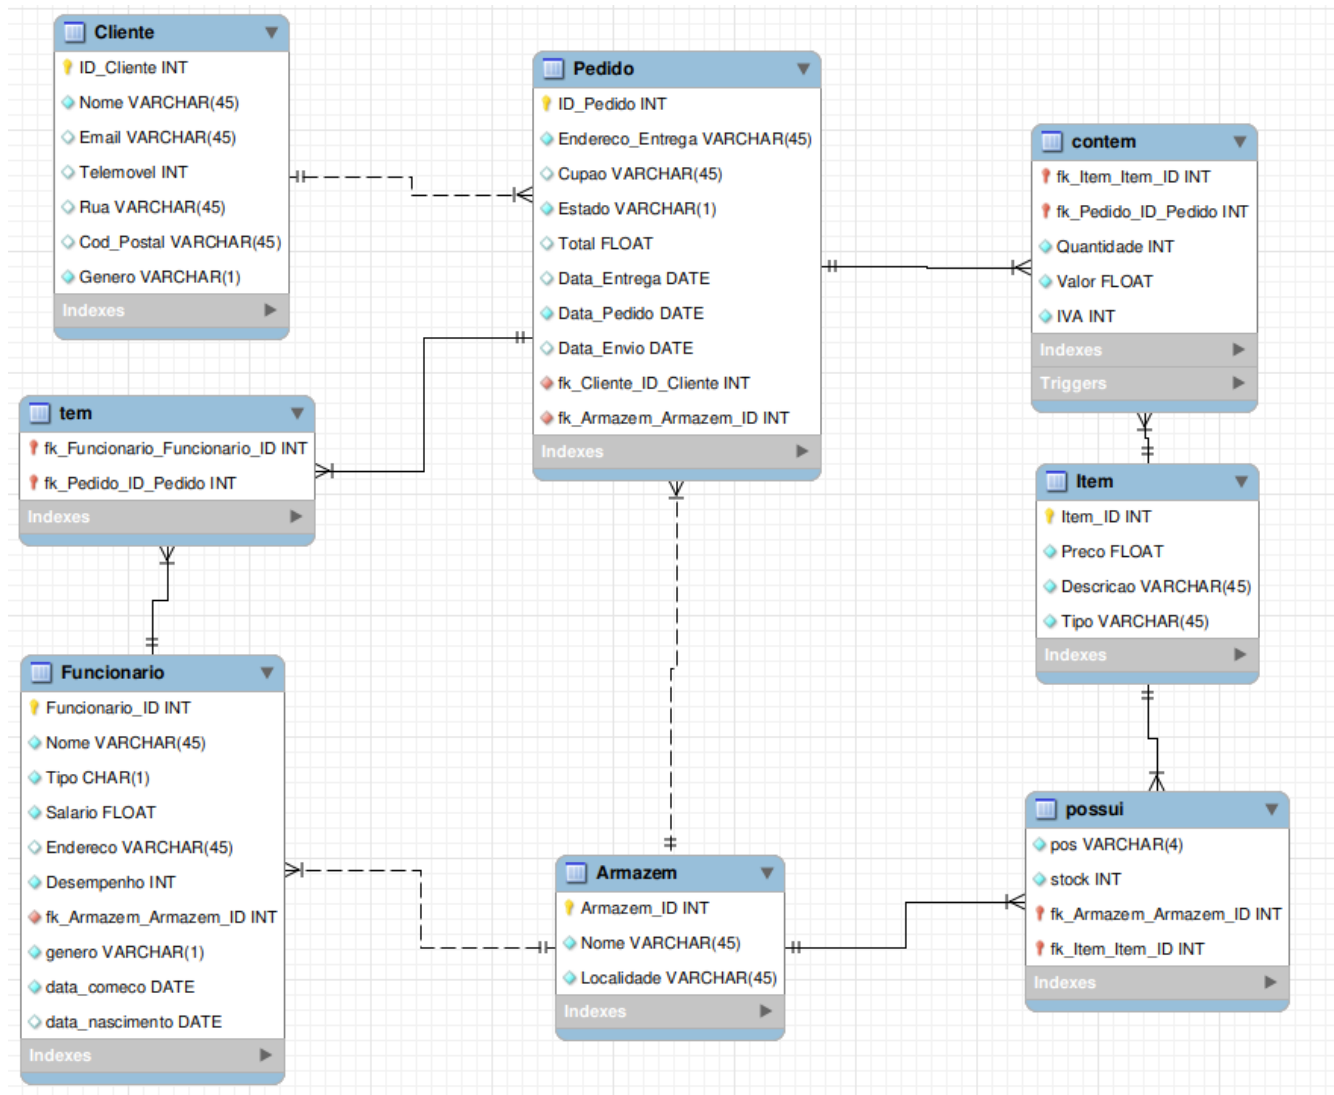 Cliente
ID_Cliente INT
Nome VARCHAR(45)
Email VARCHAR(45)
Telemovel INT
Rua VARCHAR(45)
Cod_Postal VARCHAR(45)
Genero VARCHAR(1)
Indexes
Pedido
ID_Pedido INT
Endereco_Entrega VARCHAR(45)
Cupao VARCHAR(45)
Estado VARCHAR(1)
Total FLOAT
Data_Entrega DATE
Data_Pedido DATE
Data_Envio DATE
fk_Cliente_ID_Cliente INT
fk_Armazem_Armazem_ID INT
Indexes
contem
fk_Item_Item_ID INT
fk_Pedido_ID_Pedido INT
Quantidade INT
Valor FLOAT
IVA INT
Indexes
Triggers
tem
fk_Funcionario_Funcionario_ID INT
fk_Pedido_ID_Pedido INT
Indexes
Item
Item_ID INT
Preco FLOAT
Descricao VARCHAR(45)
Tipo VARCHAR(45)
Indexes
Funcionario
Funcionario_ID INT
Nome VARCHAR(45)
Tipo CHAR(1)
Salario FLOAT
Endereco VARCHAR(45)
Desempenho INT
fk_Armazem_Armazem_ID INT
genero VARCHAR(1)
data_comeco DATE
data_nascimento DATE
Indexes
Armazem
Armazem_ID INT
Nome VARCHAR(45)
Localidade VARCHAR(45)
Indexes
possui
pos VARCHAR(4)
stock INT
fk_Armazem_Armazem_ID INT
fk_Item_Item_ID INT
Indexes